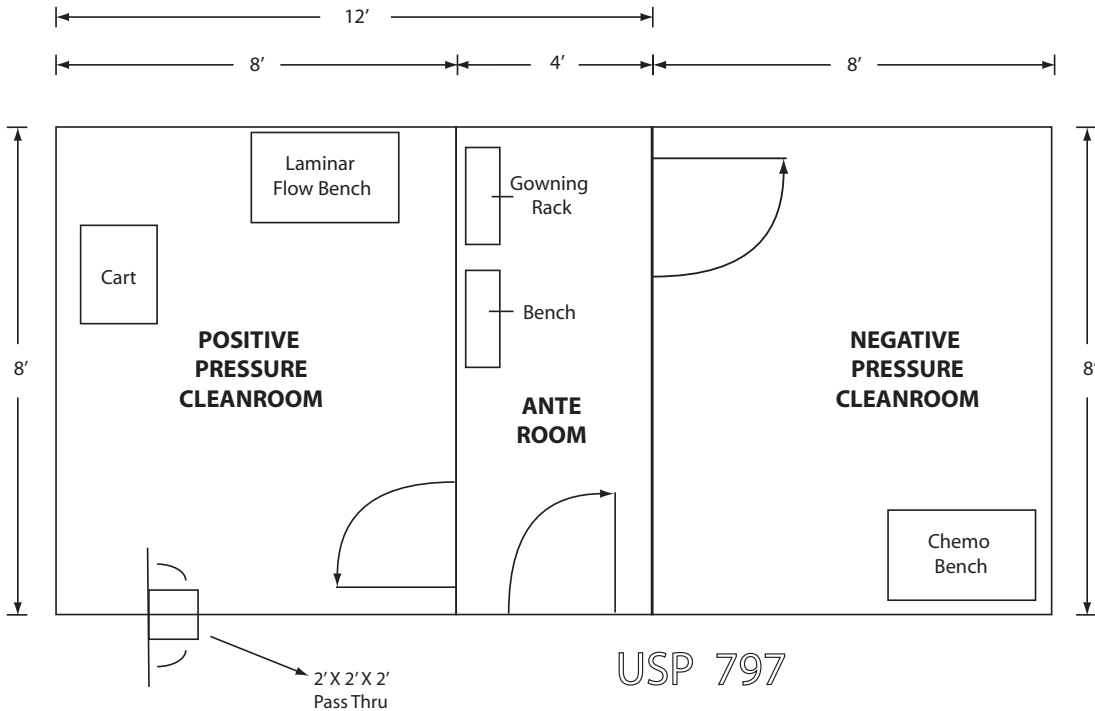 12’
8’
4’
8’
Laminar
Flow Bench
Gowning
Rack
Cart
Bench
POSITIVE
PRESSURE
CLEANROOM
NEGATIVE
PRESSURE
CLEANROOM
8’
8’
ANTE
ROOM
Chemo
Bench
2’ X 2’ X 2’
Pass Thru
USP 797